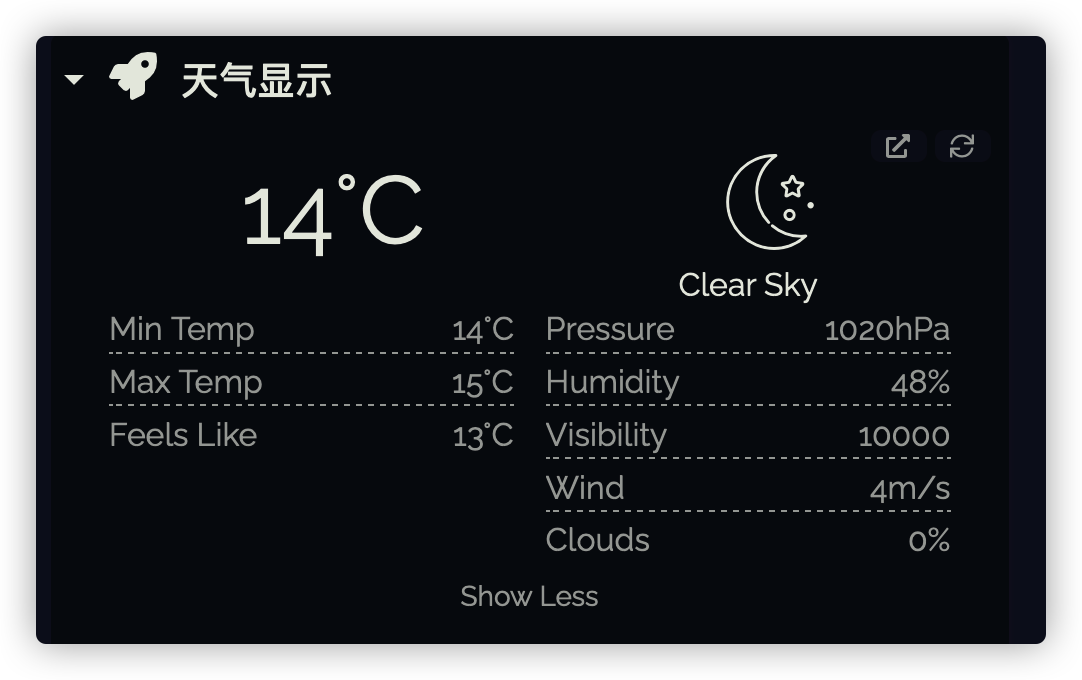 天气显示
14°C
Clear Sky
Min Temp 14°C
Max Temp 15°C
Feels Like 13°C
Pressure 1020hPa
Humidity 48%
Visibility 10000
Wind 4m/s
Clouds 0%
Show Less